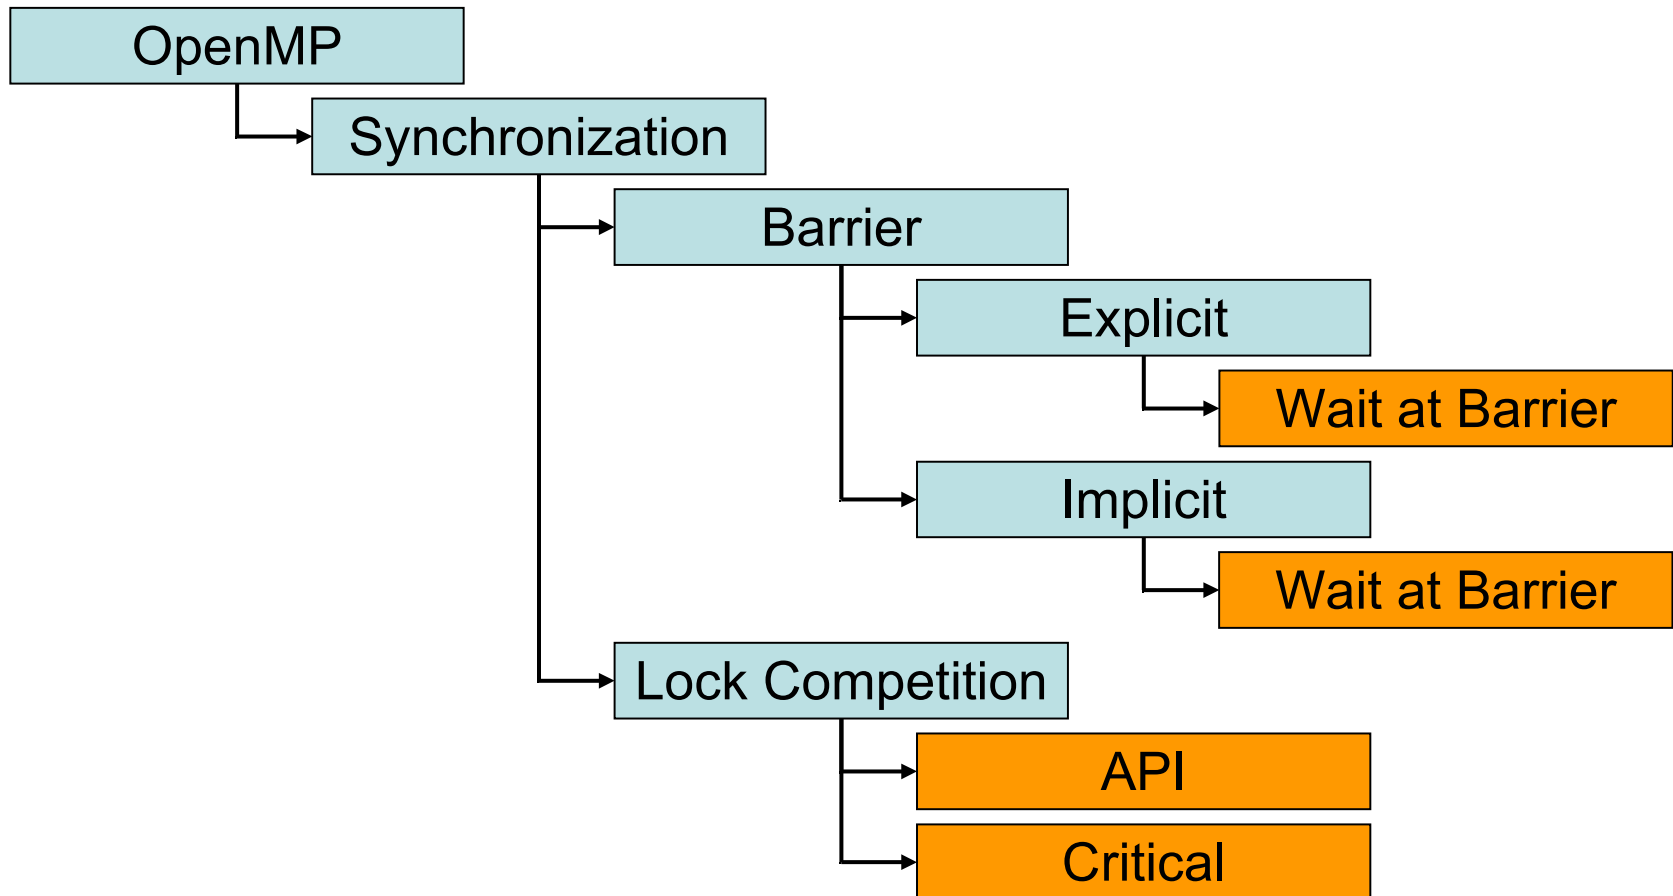 OpenMP
Synchronization
Barrier
Explicit
Wait at Barrier
Implicit
Wait at Barrier
Lock Competition
API
Critical